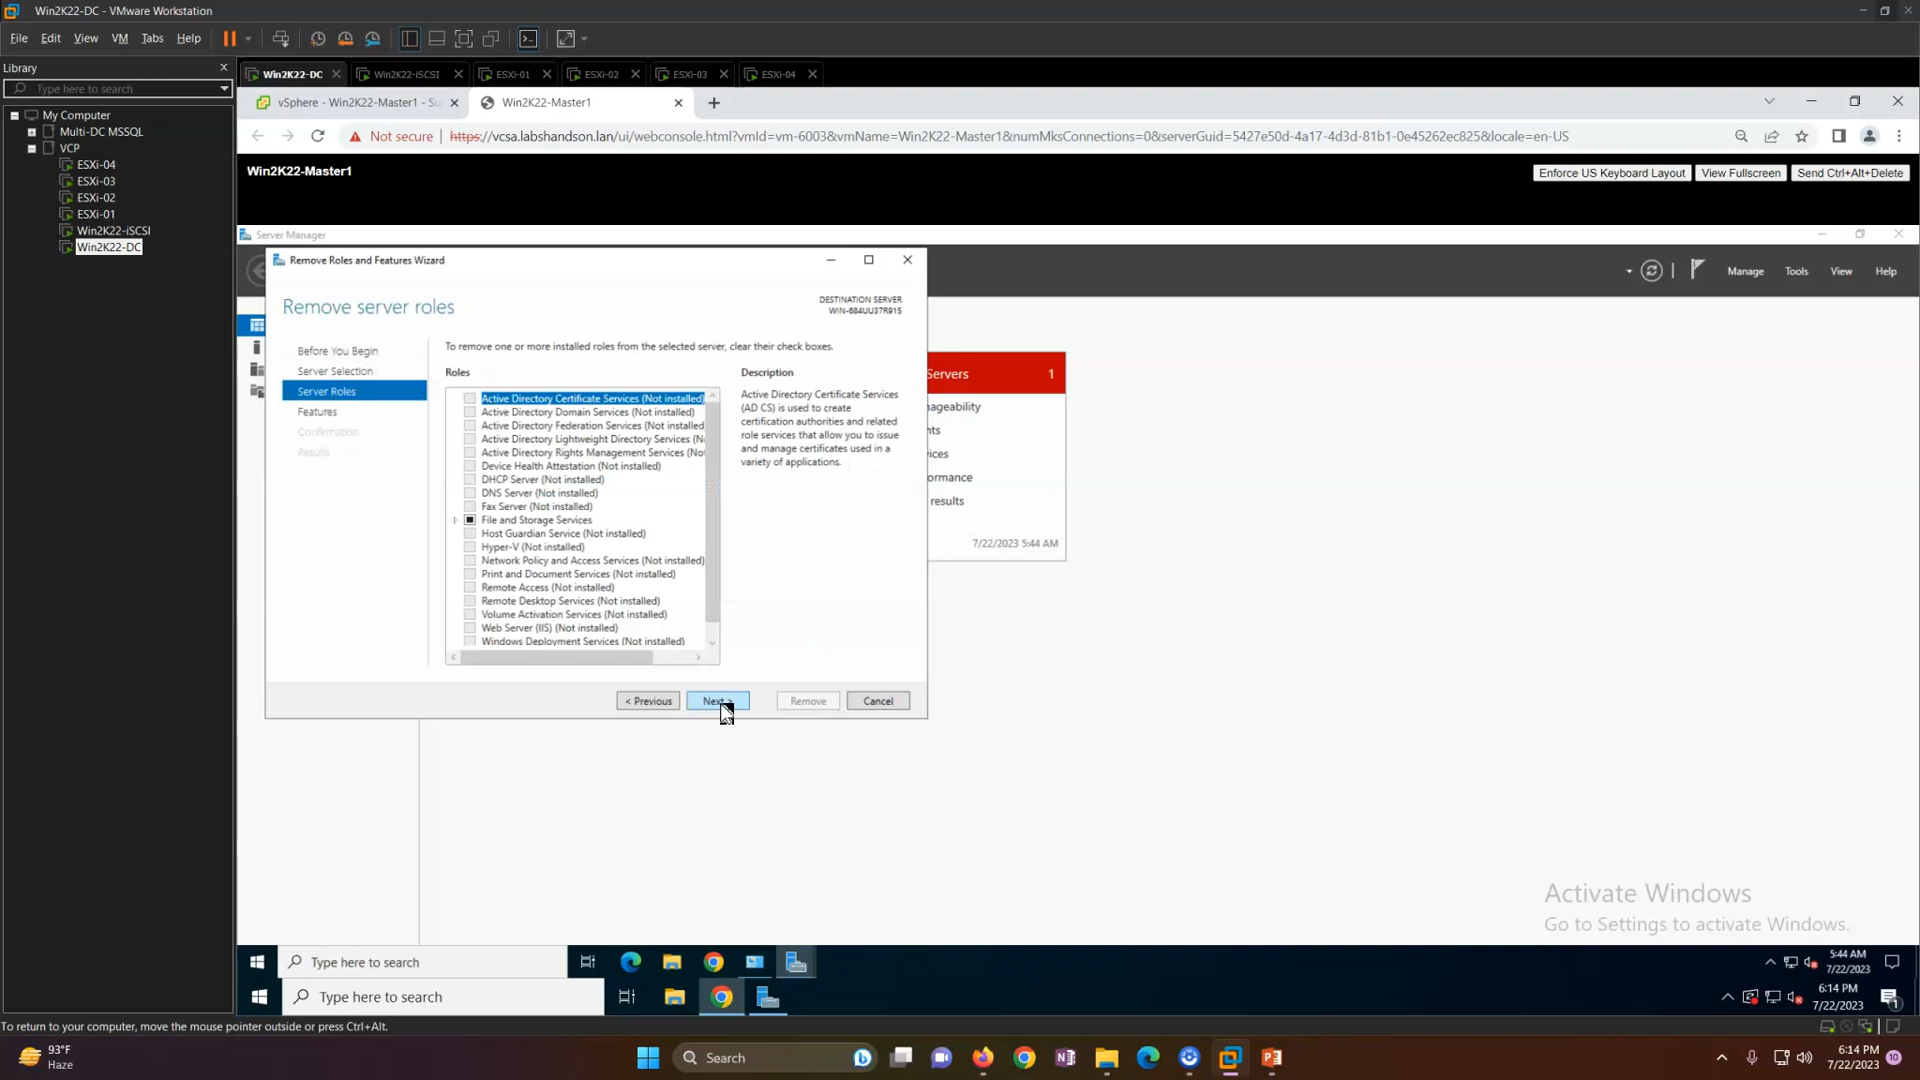 Win2K22-DC - VMware Workstation
File Edit View VM Tabs Help
Library
Type here to search
My Computer
Multi-DC MSSQL
VCP
ESXi-04
ESXi-03
ESXi-02
ESXi-01
Win2K22-iSCSI
Win2K22-DC
Win2K22-DC Win2K22-iSCSI ESXi-01 ESXi-02 ESXi-03 ESXi-04
vSphere - Win2K22-Master1 - Su Win2K22-Master1
Not secure https://vcsa.labshandson.lan/ui/webconsole.html?vmId=vm-6003&vmName=Win2K22-Master1&numMksConnections=0&serverGuid=5427e50d-4a17-4d3d-81b1-0e45262ec825&locale=en-US
Win2K22-Master1
Enforce US Keyboard Layout View Fullscreen Send Ctrl+Alt+Delete
Server Manager
Manage Tools View Help
Remove Roles and Features Wizard
Remove server roles
DESTINATION SERVER
WIN-684UU37R915
Before You Begin
Server Selection
Server Roles
Features
Confirmation
Results
To remove one or more installed roles from the selected server, clear their check boxes.
Roles
Active Directory Certificate Services (Not installed)
Active Directory Domain Services (Not installed)
Active Directory Federation Services (Not installed)
Active Directory Lightweight Directory Services (N
Active Directory Rights Management Services (Not
Device Health Attestation (Not installed)
DHCP Server (Not installed)
DNS Server (Not installed)
Fax Server (Not installed)
File and Storage Services
Host Guardian Service (Not installed)
Hyper-V (Not installed)
Network Policy and Access Services (Not installed)
Print and Document Services (Not installed)
Remote Access (Not installed)
Remote Desktop Services (Not installed)
Volume Activation Services (Not installed)
Web Server (IIS) (Not installed)
Windows Deployment Services (Not installed)
Description
Active Directory Certificate Services
(AD CS) is used to create
certification authorities and related
role services that allow you to issue
and manage certificates used in a
variety of applications.
< Previous Next > Remove Cancel
Servers 1
nageability
nts
vices
ormance
results
7/22/2023 5:44 AM
Activate Windows
Go to Settings to activate Windows.
Type here to search
5:44 AM
7/22/2023
Type here to search
6:14 PM
7/22/2023
1
To return to your computer, move the mouse pointer outside or press Ctrl+Alt.
93°F
Haze
Search
6:14 PM
7/22/2023
10